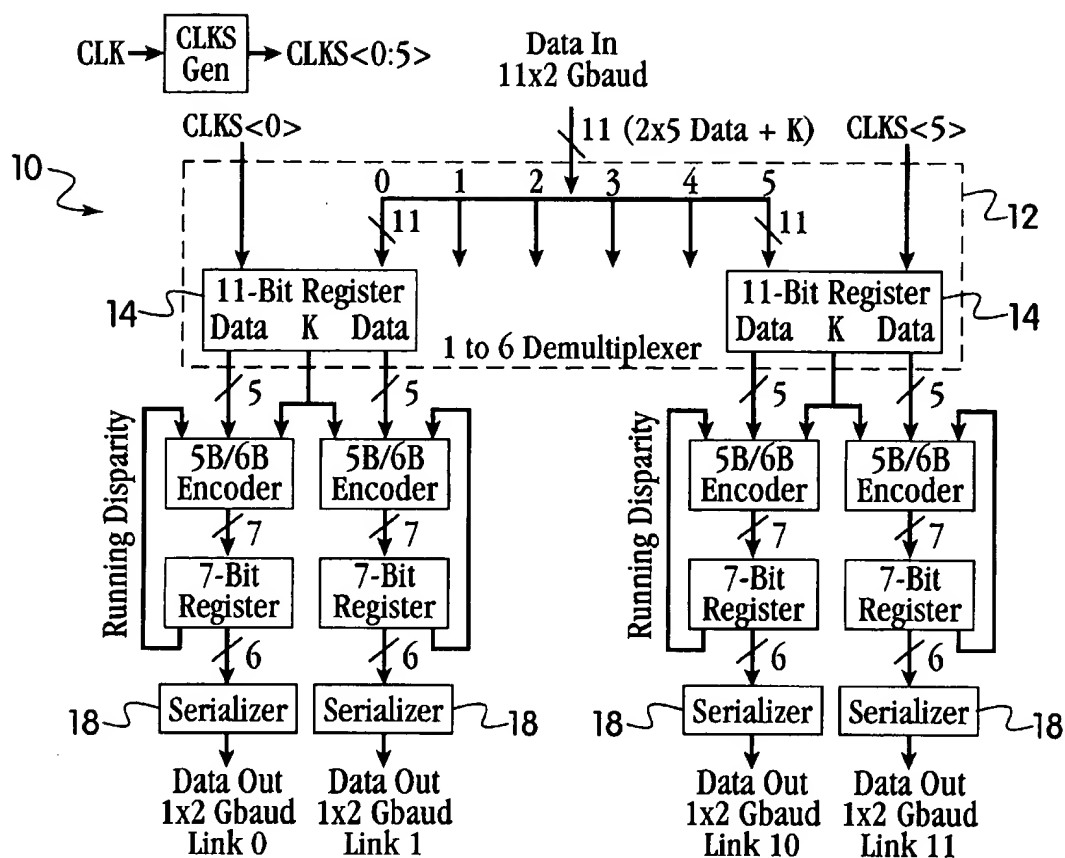 CLK
CLKS
Gen
CLKS<0:5>
Data In
11x2 Gbaud
CLKS<0>
11 (2x5 Data + K)
CLKS<5>
10
0 1 2 3 4 5
12
11
11
11-Bit Register
Data K Data
14
11-Bit Register
Data K Data
14
1 to 6 Demultiplexer
5
5
5
5
Running Disparity
5B/6B
Encoder
5B/6B
Encoder
Running Disparity
5B/6B
Encoder
5B/6B
Encoder
7
7
7
7
7-Bit
Register
7-Bit
Register
7-Bit
Register
7-Bit
Register
6
6
6
6
18
Serializer
Serializer
18
18
Serializer
Serializer
18
Data Out
1x2 Gbaud
Link 0
Data Out
1x2 Gbaud
Link 1
Data Out
1x2 Gbaud
Link 10
Data Out
1x2 Gbaud
Link 11